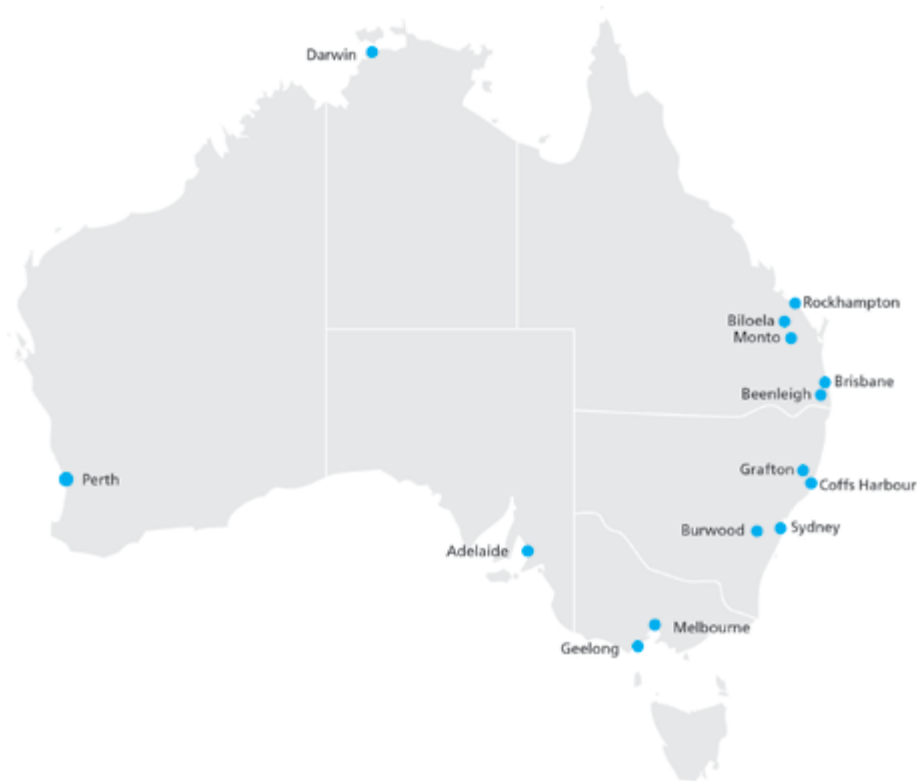 Darwin
Rockhampton
Biloela
Monto
Brisbane
Beenleigh
Grafton
Perth
Coffs Harbour
Burwood
Sydney
Adelaide
Melbourne
Geelong